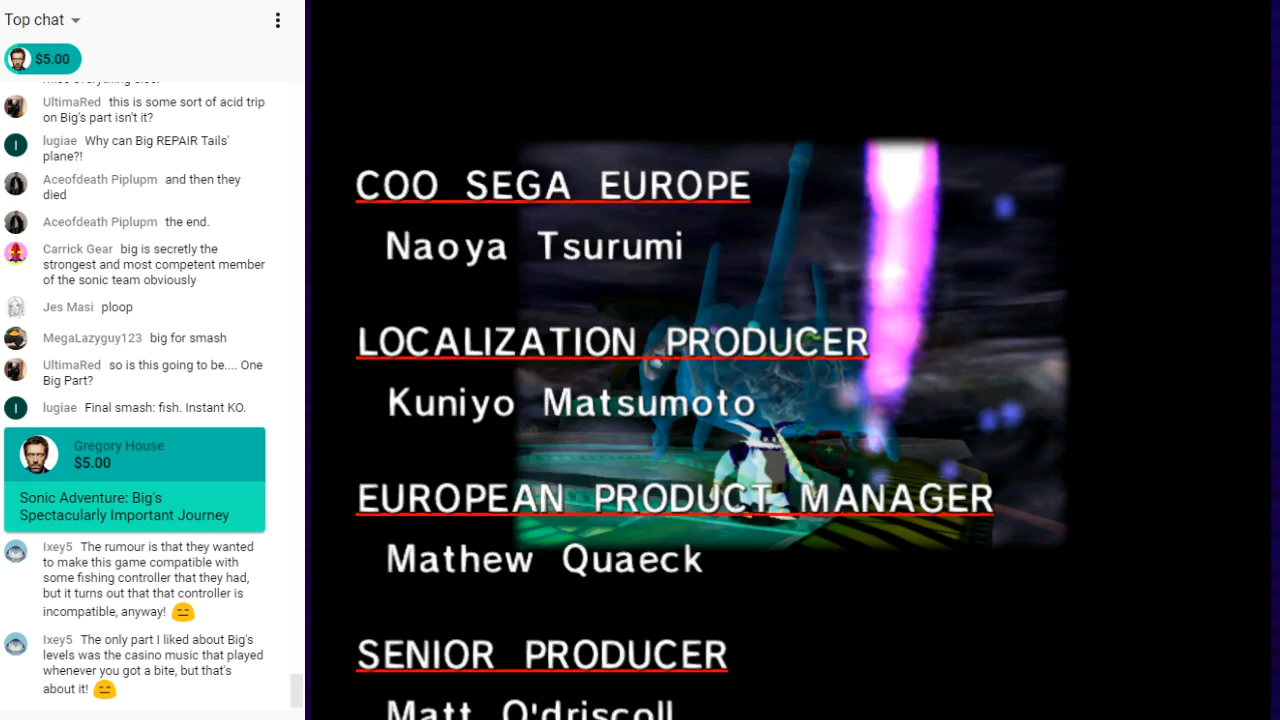 Top chat
$5.00
UltimaRed this is some sort of acid trip
on Big's part isn't it?
lugiae Why can Big REPAIR Tails'
plane?!
Aceofdeath Piplupm and then they
died
Aceofdeath Piplupm the end.
Carrick Gear big is secretly the
strongest and most competent member
of the sonic team obviously
Jes Masi ploop
MegaLazyguy123 big for smash
UltimaRed so is this going to be.... One
Big Part?
lugiae Final smash: fish. Instant KO.
Gregory House
$5.00
Sonic Adventure: Big's
Spectacularly Important Journey
Ixey5 The rumour is that they wanted
to make this game compatible with
some fishing controller that they had,
but it turns out that that controller is
incompatible, anyway!
Ixey5 The only part I liked about Big's
levels was the casino music that played
whenever you got a bite, but that's
about it!
COO SEGA EUROPE
Naoya Tsurumi
LOCALIZATION PRODUCER
Kuniyo Matsumoto
EUROPEAN PRODUCT MANAGER
Mathew Quaeck
SENIOR PRODUCER
Matt O'driscoll